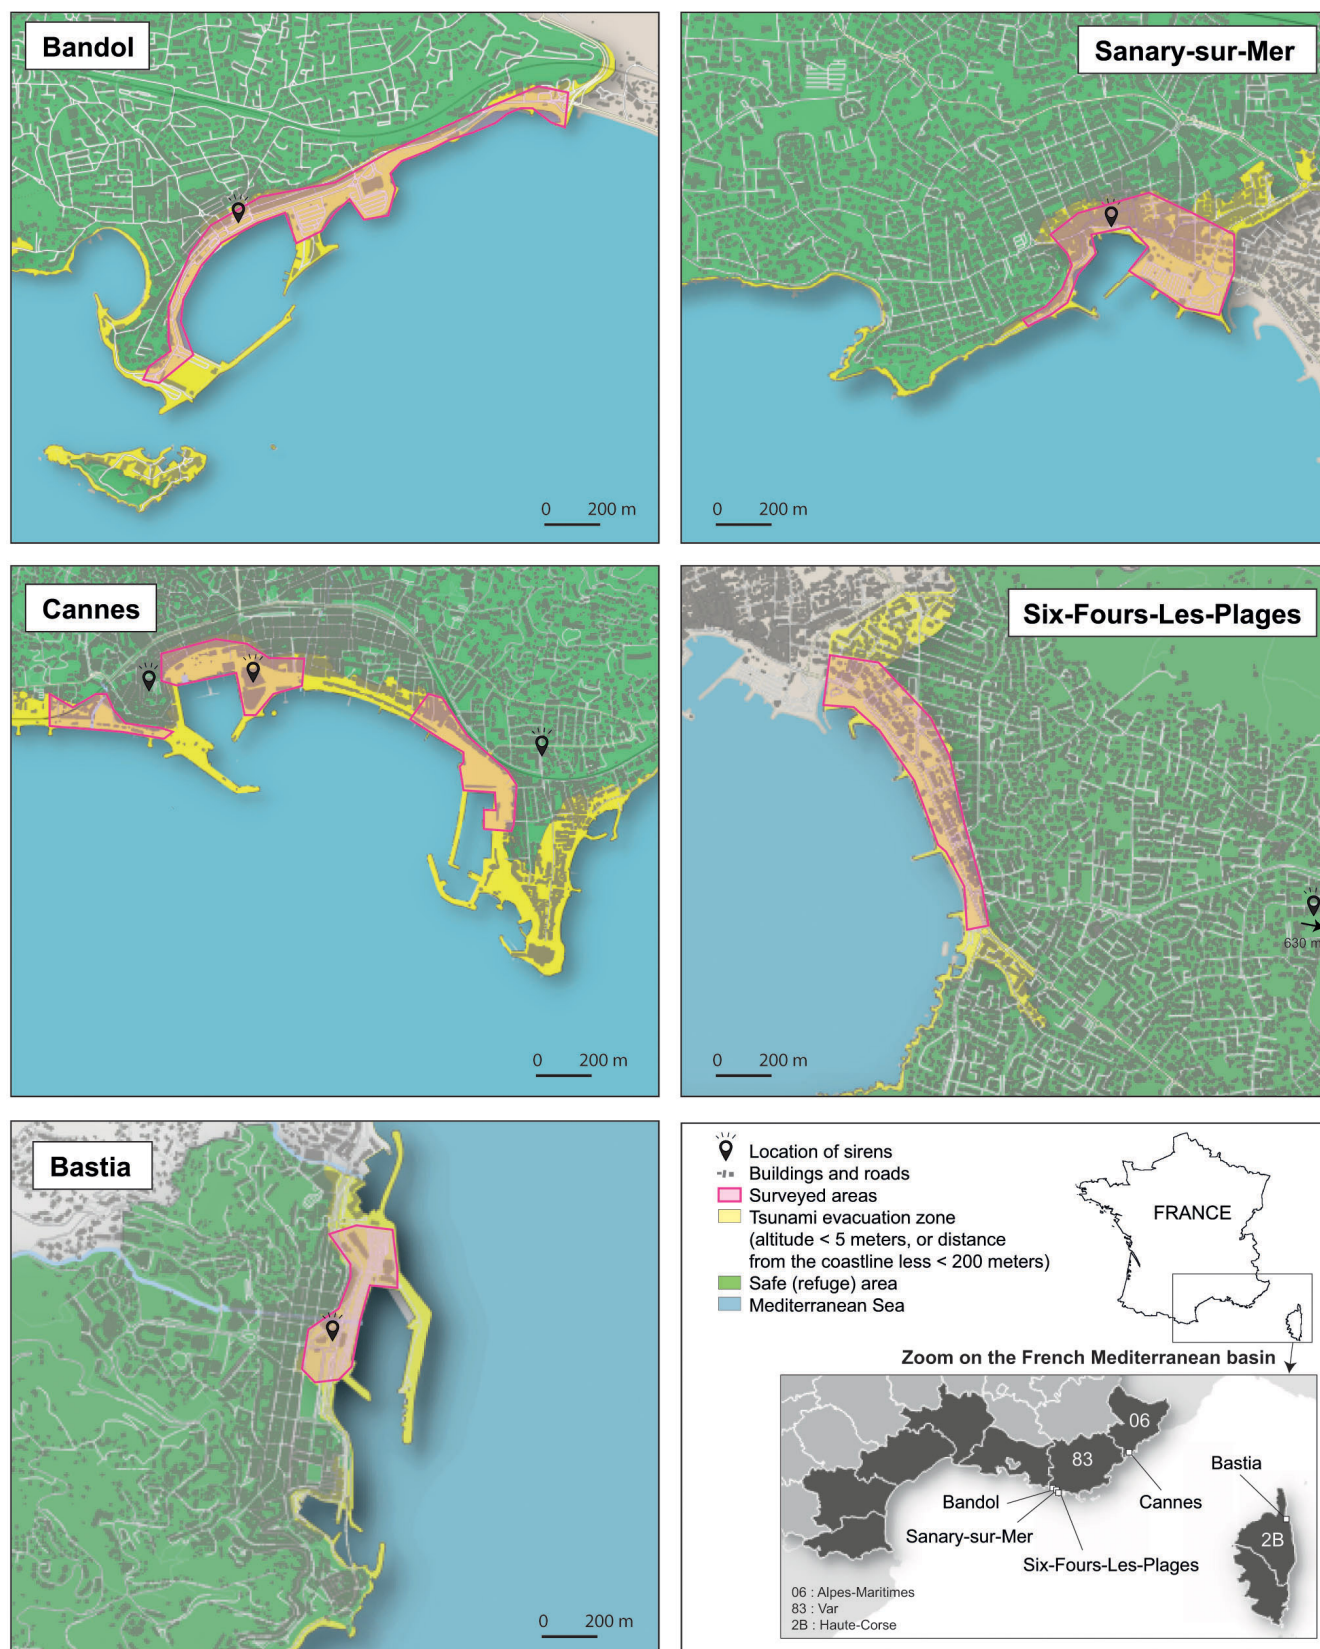 Bandol
0 200 m
Sanary-sur-Mer
0 200 m
Cannes
0 200 m
Six-Fours-Les-Plages
630 m
0 200 m
Bastia
0 200 m
Location of sirens
Buildings and roads
Surveyed areas
Tsunami evacuation zone
(altitude < 5 meters, or distance
from the coastline less < 200 meters)
Safe (refuge) area
Mediterranean Sea
FRANCE
Zoom on the French Mediterranean basin
06
83
Bastia
Bandol
Cannes
Sanary-sur-Mer
2B
Six-Fours-Les-Plages
06 : Alpes-Maritimes
83 : Var
2B : Haute-Corse